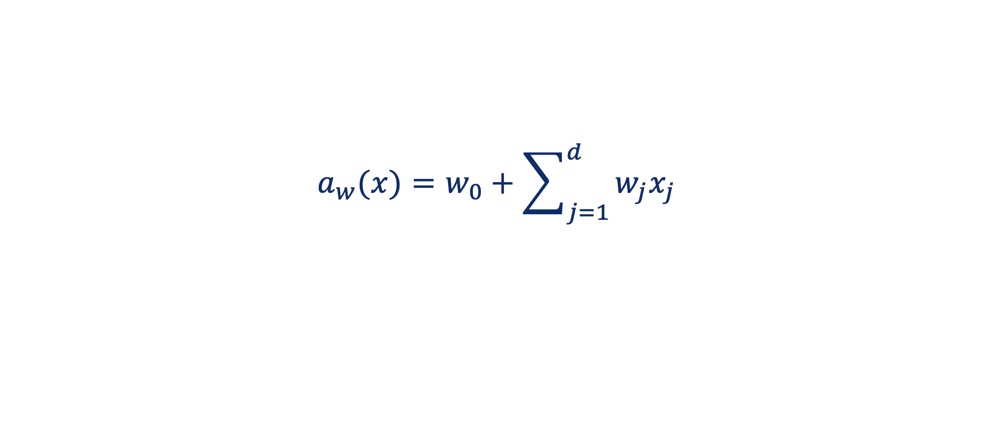 a_w(x) = w_0 + ∑_{j=1}^{d} w_j x_j